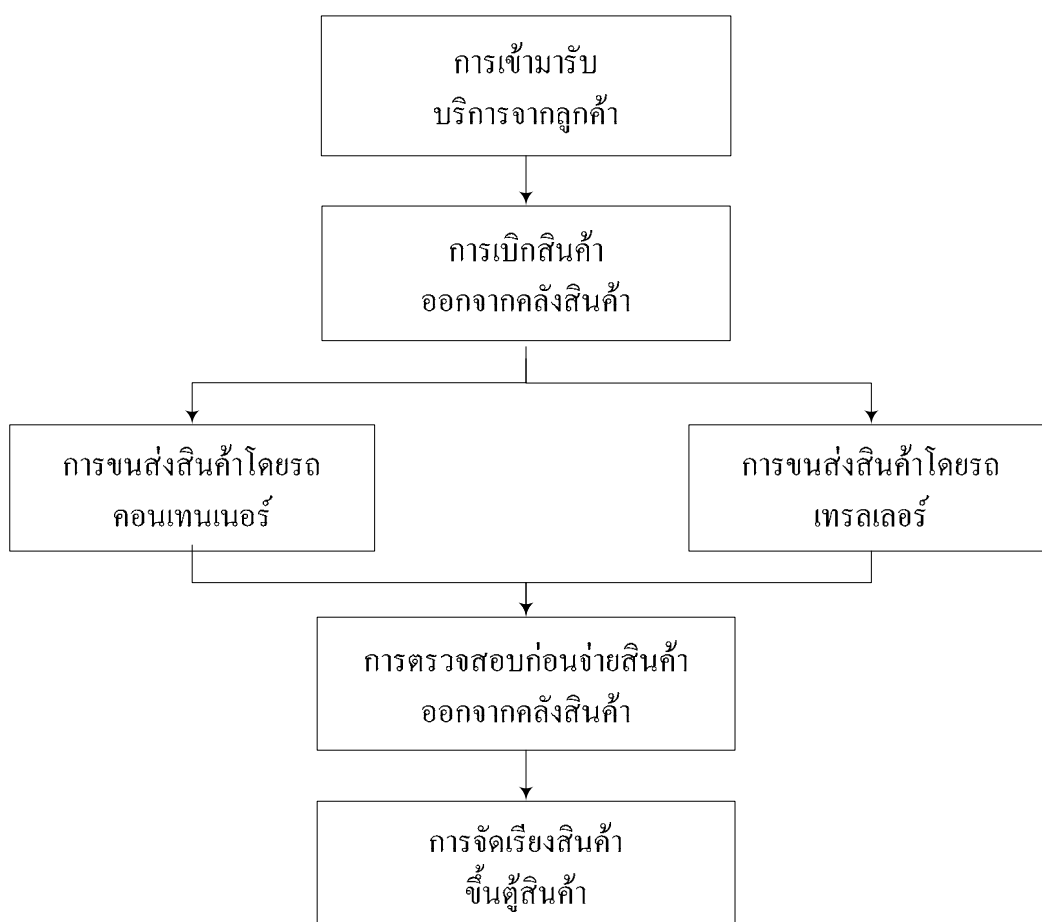 การเข้ามารับ
บริการจากลูกค้า
การเบิกสินค้า
ออกจากคลังสินค้า
การขนส่งสินค้าโดยรถ
คอนเทนเนอร์
การขนส่งสินค้าโดยรถ
เทรลเลอร์
การตรวจสอบก่อนจ่ายสินค้า
ออกจากคลังสินค้า
การจัดเรียงสินค้า
ขึ้นตู้สินค้า